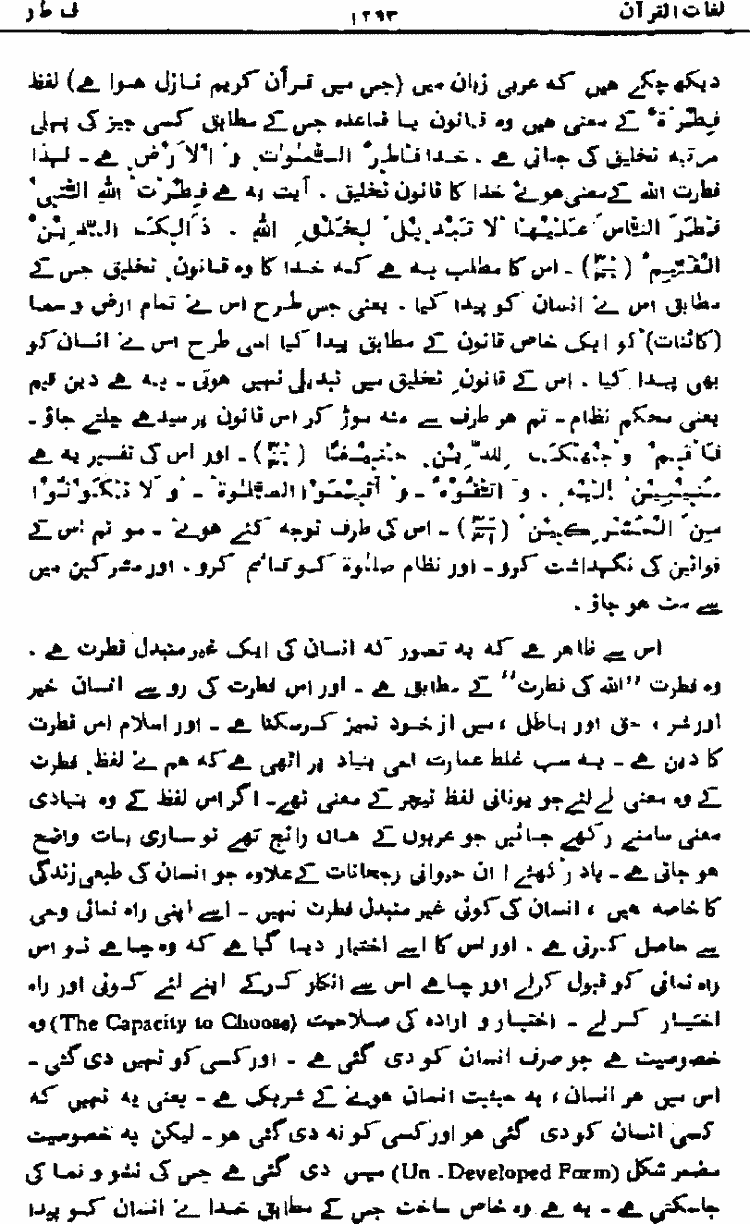 لغات القرآن ۱۲۹۳ ف ط ر
دیکھ چکے ہیں کہ عربی زبان میں (جس میں قرآن کریم نازل ہوا ہے) لفظ
فِطْرَۃٌ کے معنی ہیں وہ قانون یا قاعدہ جس کے مطابق کسی چیز کی پہلی
مرتبہ تخلیق کی جاتی ہے ۔ خدا فَاطِرُ السَّمٰوٰتِ وَ الْاَرْضِ ہے ۔ لہذا
فطرت اللہ کےمعنی ہوئے خدا کا قانون تخلیق ۔ آیت یہ ہے فِطْرَتَ اللہِ الَّتِیْ
فَطَرَ النَّاسَ عَلَیْہَا لَا تَبْدِیْلَ لِخَلْقِ اللہِ ۔ ذَالِکَ الدِّیْنُ
الْقَیِّمُ (۳۰/۳۰) ۔ اس کا مطلب یہ ہے کہ خدا کا وہ قانونِ تخلیق جس کے
مطابق اس نے انسان کو پیدا کیا ۔ یعنی جس طرح اس نے تمام ارض و سما
(کائنات) کو ایک خاص قانون کے مطابق پیدا کیا اسی طرح اس نے انسان کو
بھی پیدا کیا ۔ اس کے قانونِ تخلیق میں تبدیلی نہیں ہوتی ۔ یہ ہے دین قیم
یعنی محکم نظام ۔ تم ہر طرف سے منہ موڑ کر اس قانون پر سیدھے چلتے جاؤ ۔
فَاَقِمْ وَجْہَکَ لِلدِّیْنِ حَنِیْفًا (۳۰/۳۰) ۔ اور اس کی تفسیر یہ ہے
مُنِیْبِیْنَ اِلَیْہِ ۔ وَ اتَّقُوْہُ ۔ وَ اَقِیْمُوا الصَّلٰوۃَ ۔ وَ لَا تَکُوْنُوْا
مِنَ الْمُشْرِکِیْنَ (۳۰/۳۱) ۔ اس کی طرف توجہ کئے ہوئے ۔ سو تم اس کے
قوانین کی نگہداشت کرو ۔ اور نظام صلٰوۃ کو قائم کرو ۔ اور مشرکین میں
سے مت ہو جاؤ ۔
اس سے ظاہر ہے کہ یہ تصور کہ انسان کی ایک غیر متبدل فطرت ہے ۔
وہ فطرت ”اللہ کی فطرت“ کے مطابق ہے ۔ اور اس فطرت کی رو سے انسان خیر
اور شر ، حق اور باطل ، میں از خود تمیز کرسکتا ہے ۔ اور اسلام اس فطرت
کا دین ہے ۔ یہ سب غلط عمارت اسی بنیاد پر اٹھی ہے کہ ہم نے لفظِ فطرت
کے وہ معنی لے لئے جو یونانی لفظ نیچر کے معنی تھے ۔ اگر اس لفظ کے وہ بنیادی
معنی سامنے رکھے جائیں جو عربوں کے ہاں رائج تھے تو ساری بات واضح
ہو جاتی ہے ۔ یاد رکھئے ! ان حیوانی رجحانات کے علاوہ جو انسان کی طبعی زندگی
کا خاصہ ہیں ، انسان کی کوئی غیر متبدل فطرت نہیں ۔ اسے اپنی راہ نمائی وحی
سے حاصل کرنی ہے ۔ اور اس کا اسے اختیار دیا گیا ہے کہ وہ چاہے تو اس
راہ نمائی کو قبول کرلے اور چاہے اس سے انکار کرکے اپنے لئے کوئی اور راہ
اختیار کر لے ۔ اختیار و ارادہ کی صلاحیت (The Capacity to Choose) وہ
خصوصیت ہے جو صرف انسان کو دی گئی ہے ۔ اور کسی کو نہیں دی گئی ۔
اس میں ہر انسان ، بہ حیثیت انسان ہونے کے شریک ہے ۔ یعنی یہ نہیں کہ
کسی انسان کو دی گئی ہو اور کسی کو نہ دی گئی ہو ۔ لیکن یہ خصوصیت
مضمر شکل (Un . Developed Form) میں دی گئی ہے جس کی نشو و نما کی
جاسکتی ہے ۔ یہ ہے وہ خاص ساخت جس کے مطابق خدا نے انسان کو پیدا